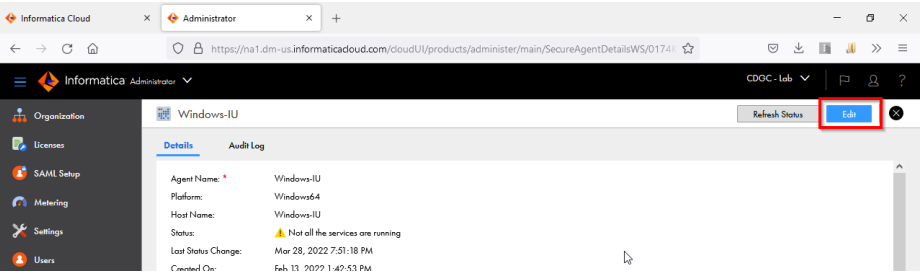 Informatica Cloud
Administrator
https://na1.dm-us.informaticacloud.com/cloudUI/products/administer/main/SecureAgentDetailsWS/0174
Informatica Administrator
CDGC - Lab
Organization
Windows-IU
Refresh Status
Edit
Licenses
Details
Audit Log
SAML Setup
Agent Name: *
Windows-IU
Metering
Platform:
Windows64
Host Name:
Windows-IU
Settings
Status:
Not all the services are running
Last Status Change:
Mar 28, 2022 7:51:18 PM
Users
Created On:
Feb 13, 2022 1:42:53 PM